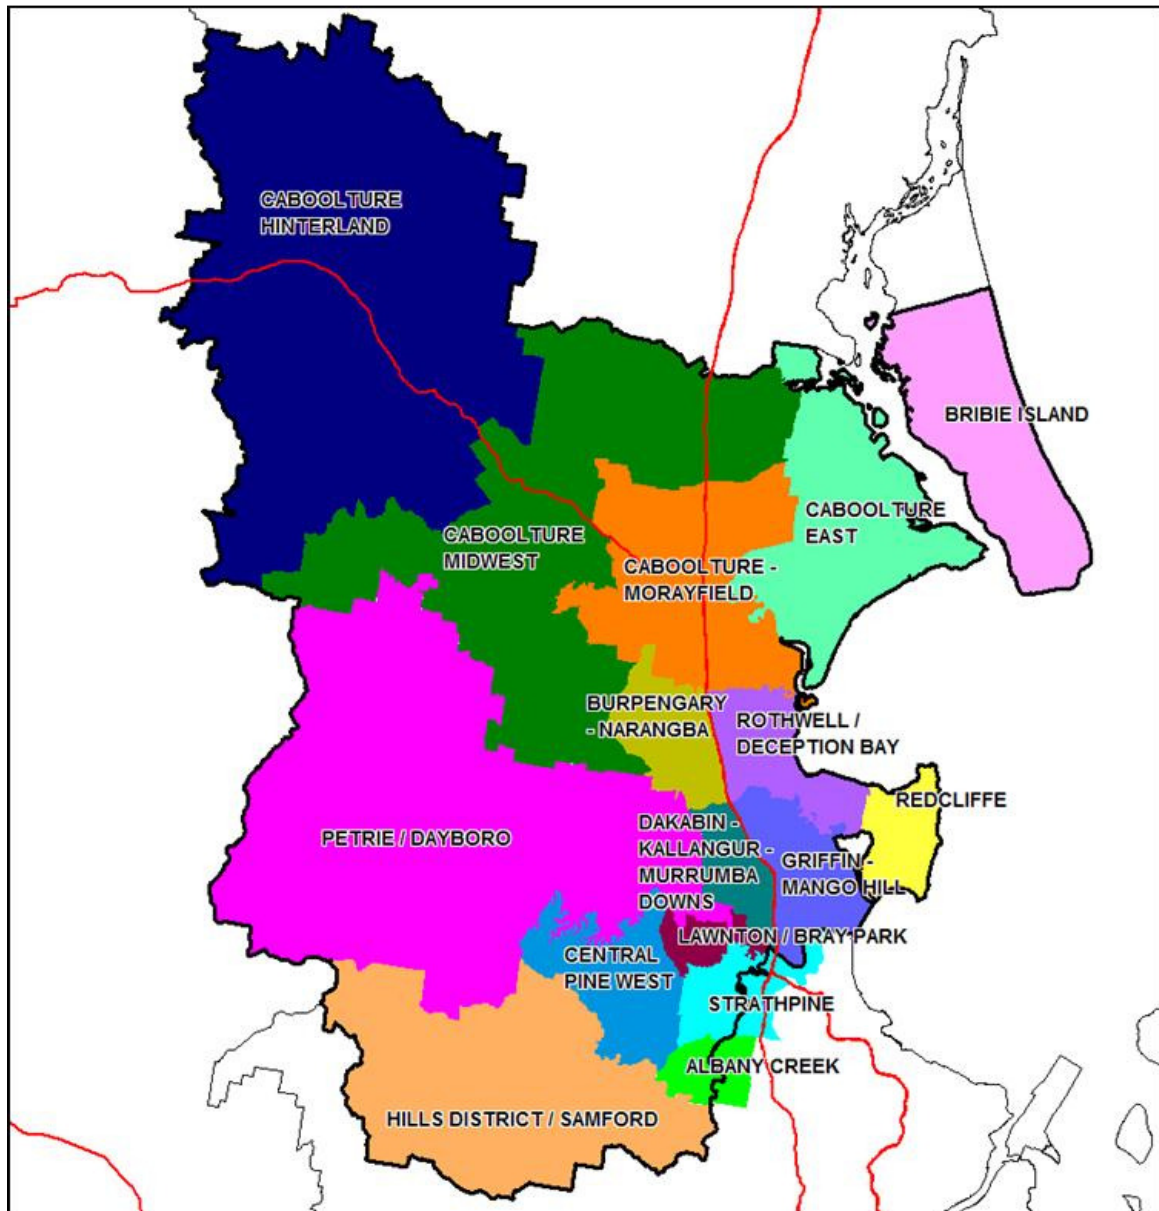 CABOOLTURE
HINTERLAND
BRIBIE ISLAND
CABOOLTURE
EAST
CABOOLTURE
MIDWEST
CABOOLTURE -
MORAYFIELD
BURPENGARY
- NARANGBA
ROTHWELL /
DECEPTION BAY
REDCLIFFE
PETRIE / DAYBORO
DAKABIN -
KALLANGUR -
MURRUMBA
DOWNS
GRIFFIN -
MANGO HILL
LAWNTON / BRAY PARK
CENTRAL
PINE WEST
STRATHPINE
ALBANY CREEK
HILLS DISTRICT / SAMFORD